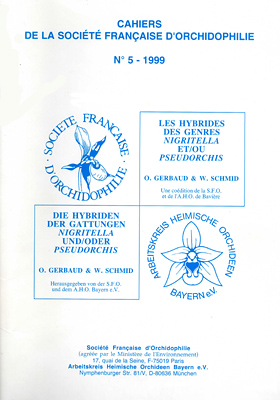 CAHIERS
DE LA SOCIÉTÉ FRANÇAISE D'ORCHIDOPHILIE
N° 5 - 1999
SOCIETE FRANÇAISE
D'ORCHIDOPHILIE
LES HYBRIDES
DES GENRES
NIGRITELLA
ET/OU
PSEUDORCHIS
O. GERBAUD & W. SCHMID
Une coédition de la S.F.O.
et de l'A.H.O. de Bavière
DIE HYBRIDEN
DER GATTUNGEN
NIGRITELLA
UND/ODER
PSEUDORCHIS
O. GERBAUD & W. SCHMID
Herausgegeben von der S.F.O.
und dem A.H.O. Bayern e.V.
ARBEITSKREIS HEIMISCHE ORCHIDEEN
BAYERN e.V.
Société Française d'Orchidophilie
(agréée par le Ministère de l'Environnement)
17, quai de la Seine, F-75019 Paris
Arbeitskreis Heimische Orchideen Bayern e.V.
Nymphenburger Str. 61/V, D-80636 München